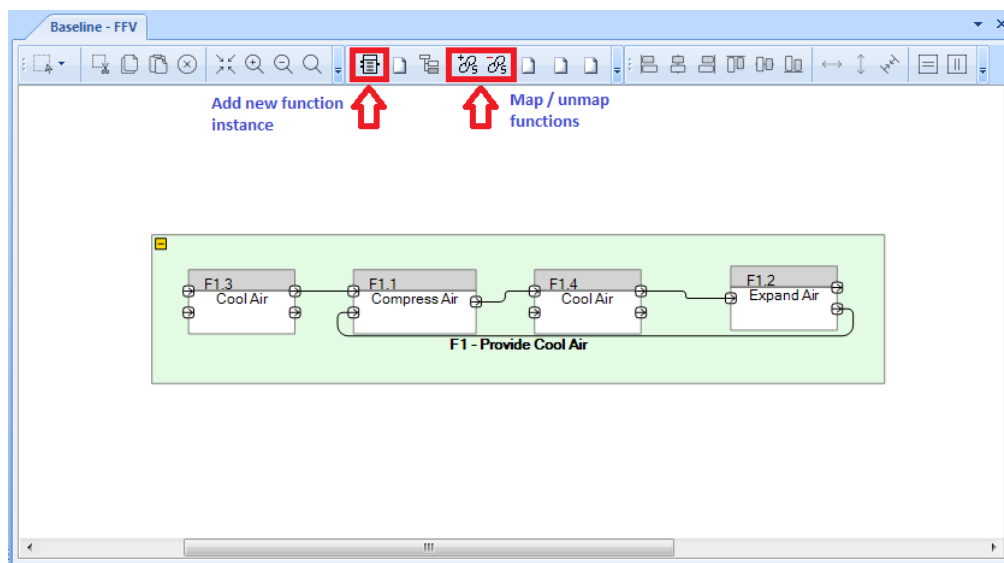 Baseline - FFV
Add new function
instance
Map / unmap
functions
F1.3
Cool Air
F1.1
Compress Air
F1.4
Cool Air
F1.2
Expand Air
F1 - Provide Cool Air